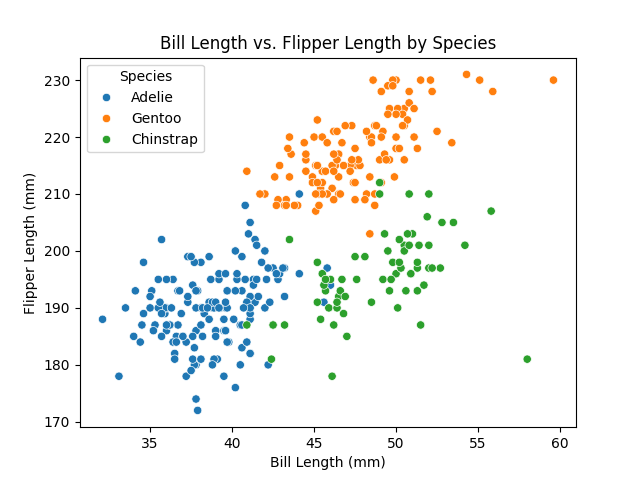 Bill Length vs. Flipper Length by Species
Species
Adelie
Gentoo
Chinstrap
Flipper Length (mm)
230
220
210
200
190
180
170
35 40 45 50 55 60
Bill Length (mm)